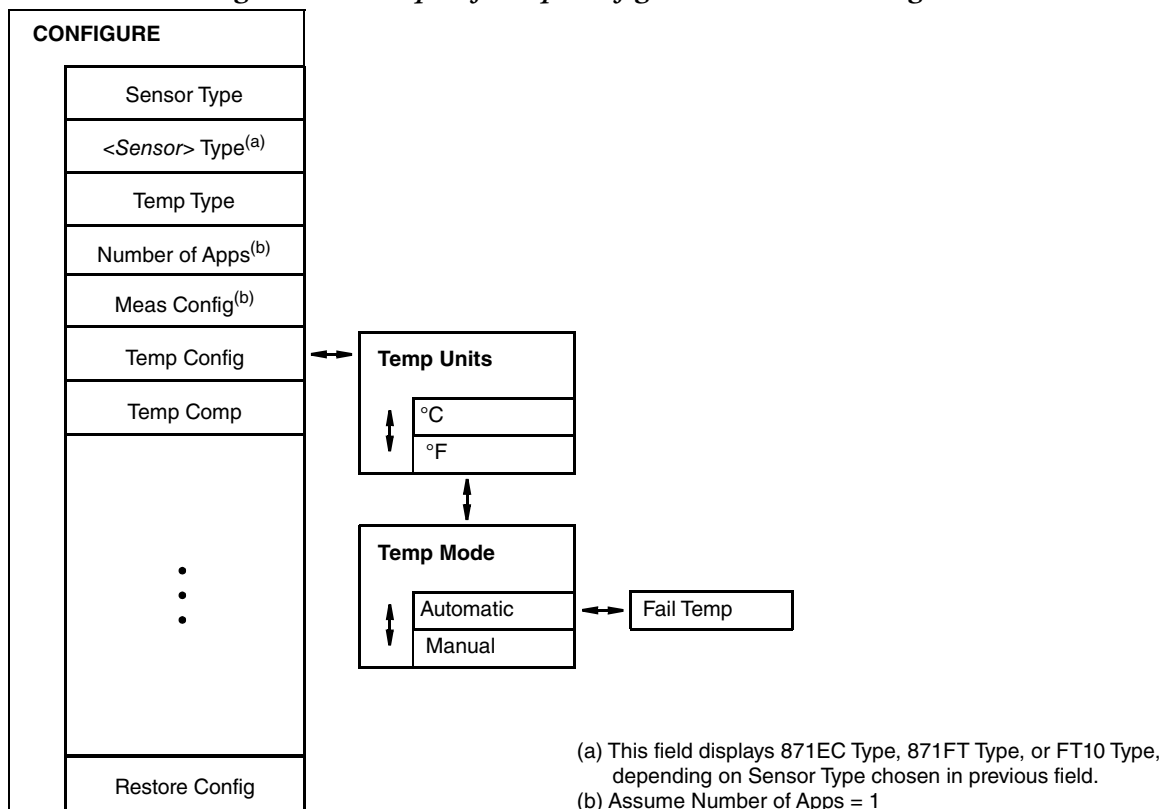 CONFIGURE
Sensor Type
<Sensor> Type(a)
Temp Type
Number of Apps(b)
Meas Config(b)
Temp Config
Temp Comp
Restore Config
Temp Units
°C
°F
Temp Mode
Automatic
Manual
Fail Temp
(a) This field displays 871EC Type, 871FT Type, or FT10 Type,
depending on Sensor Type chosen in previous field.
(b) Assume Number of Apps = 1